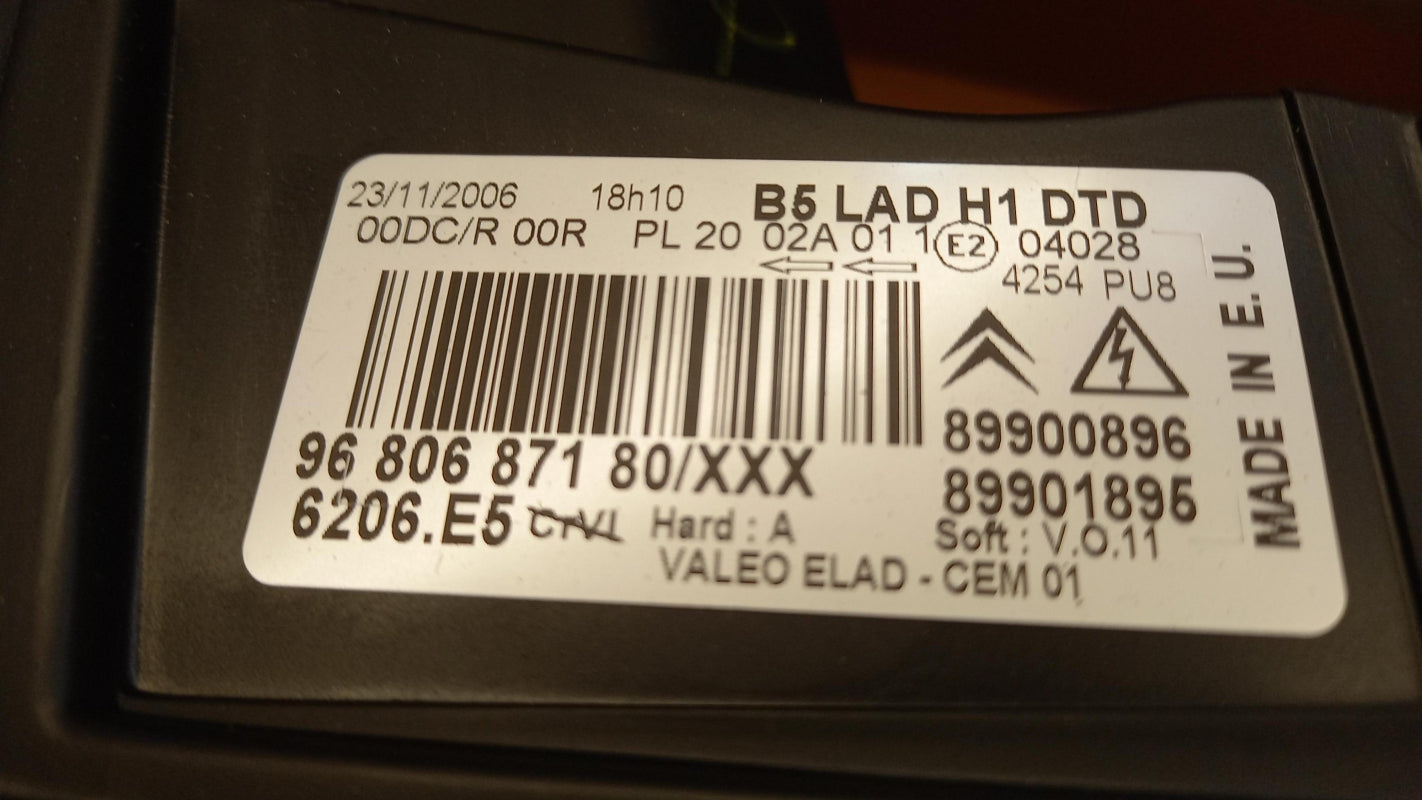 23/11/2006 18h10 B5 LAD H1 DTD
00DC/R 00R PL 20 02A 01 1 E2 04028
4254 PU8
96 806 871 80/XXX
89900896
6206.E5
89901895
Hard : A
Soft : V.O.11
VALEO ELAD - CEM 01
MADE IN E.U.